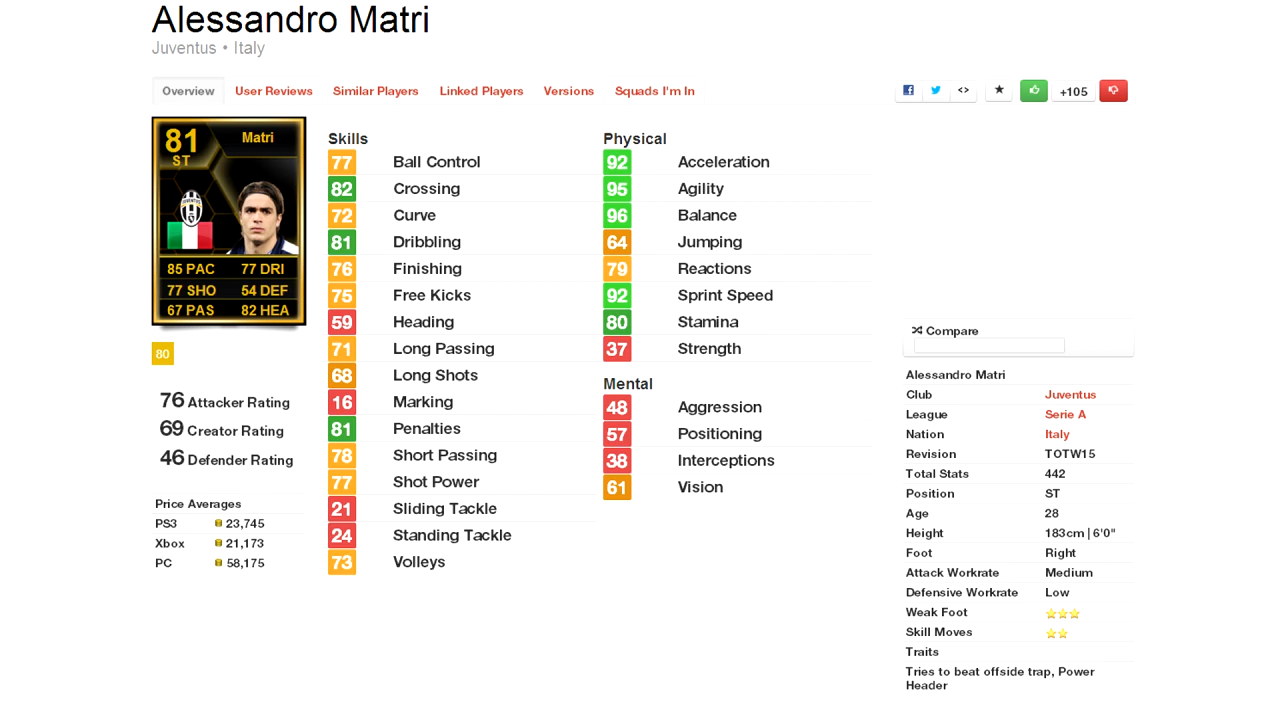 Alessandro Matri
Juventus • Italy
Overview User Reviews Similar Players Linked Players Versions Squads I'm In
<> +105
81 Matri
ST
JUVENTUS
85 PAC 77 DRI
77 SHO 54 DEF
67 PAS 82 HEA
80
76 Attacker Rating
69 Creator Rating
46 Defender Rating
Price Averages
PS3 23,745
Xbox 21,173
PC 58,175
Skills
77 Ball Control
82 Crossing
72 Curve
81 Dribbling
76 Finishing
75 Free Kicks
59 Heading
71 Long Passing
68 Long Shots
16 Marking
81 Penalties
78 Short Passing
77 Shot Power
21 Sliding Tackle
24 Standing Tackle
73 Volleys
Physical
92 Acceleration
95 Agility
96 Balance
64 Jumping
79 Reactions
92 Sprint Speed
80 Stamina
37 Strength
Mental
48 Aggression
57 Positioning
38 Interceptions
61 Vision
Compare
Alessandro Matri
Club Juventus
League Serie A
Nation Italy
Revision TOTW15
Total Stats 442
Position ST
Age 28
Height 183cm | 6'0"
Foot Right
Attack Workrate Medium
Defensive Workrate Low
Weak Foot
Skill Moves
Traits
Tries to beat offside trap, Power
Header